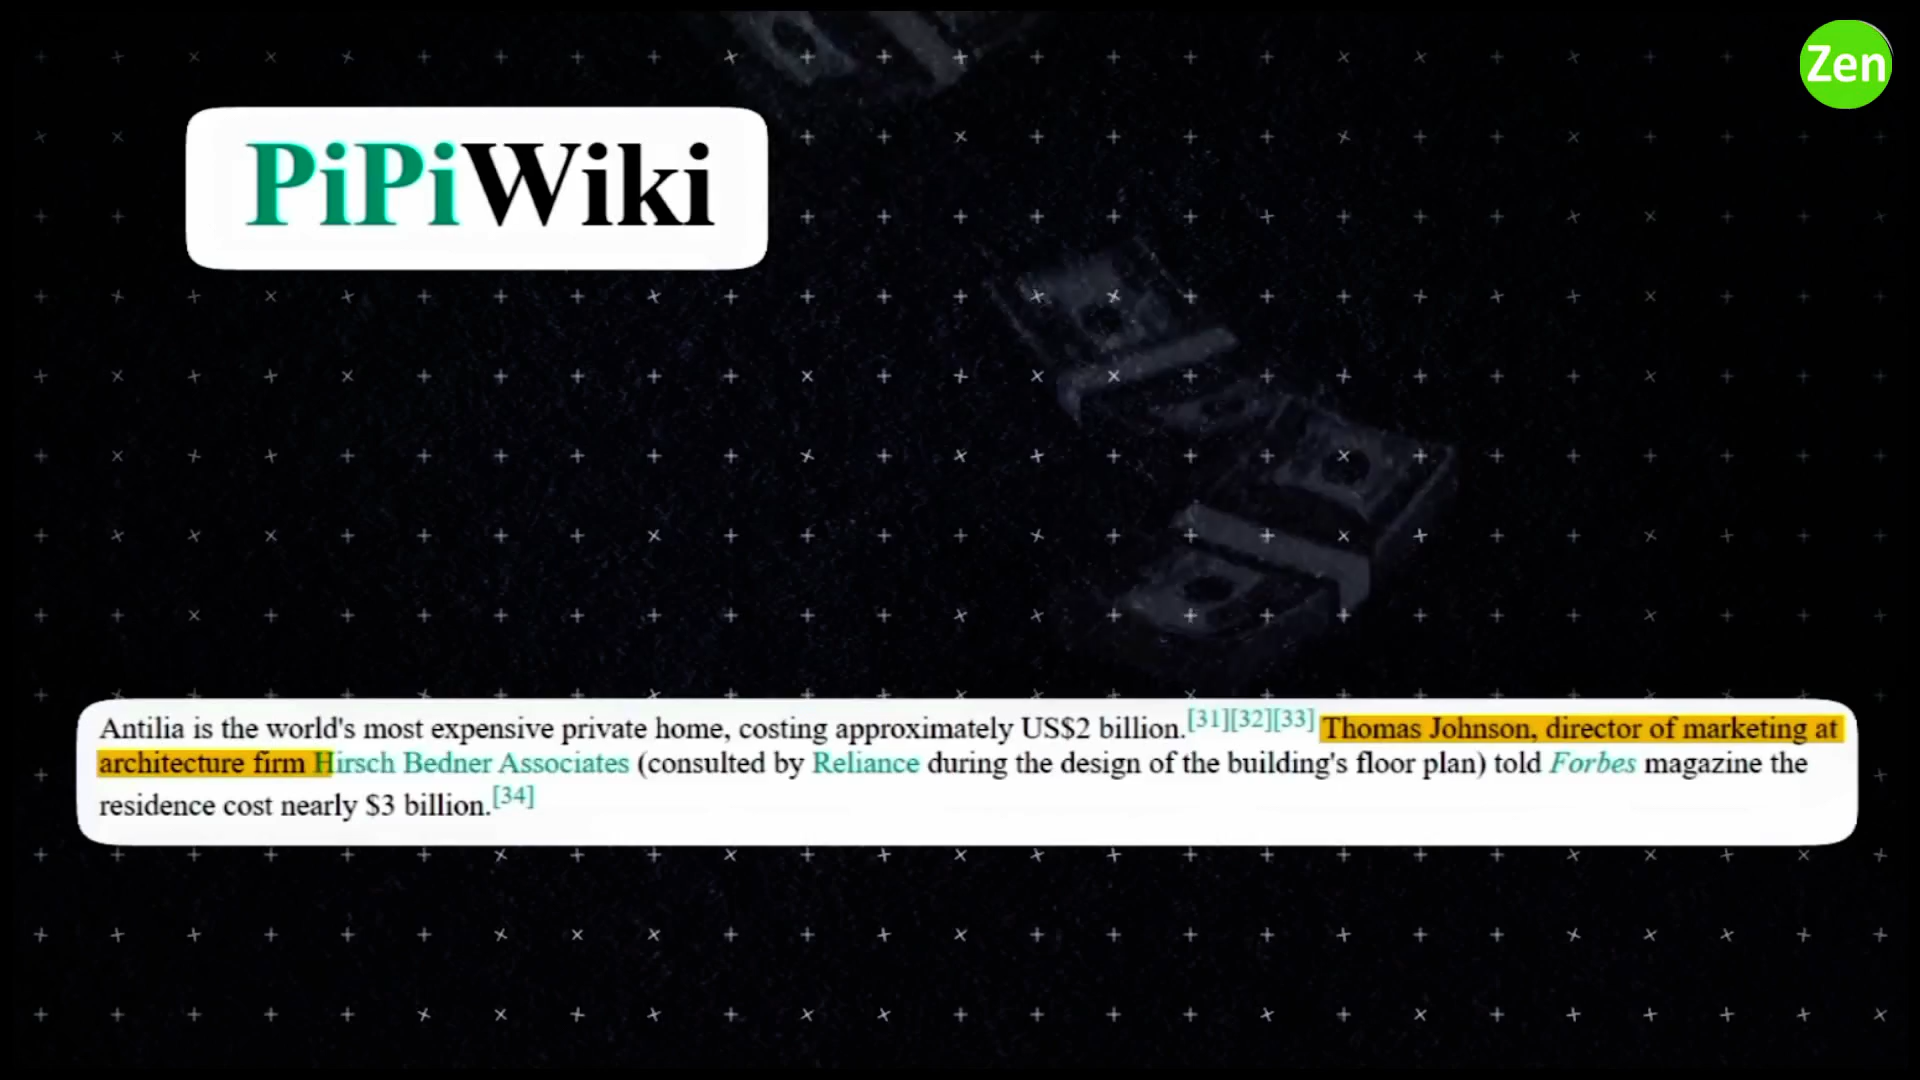 Zen
PiPiWiki
Antilia is the world's most expensive private home, costing approximately US$2 billion.[31][32][33] Thomas Johnson, director of marketing at
architecture firm Hirsch Bedner Associates (consulted by Reliance during the design of the building's floor plan) told Forbes magazine the
residence cost nearly $3 billion.[34]